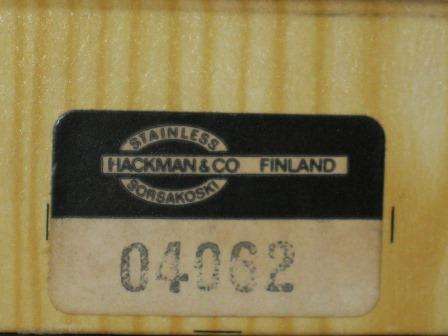 STAINLESS
HACKMAN & CO FINLAND
SORSAKOSKI
04062